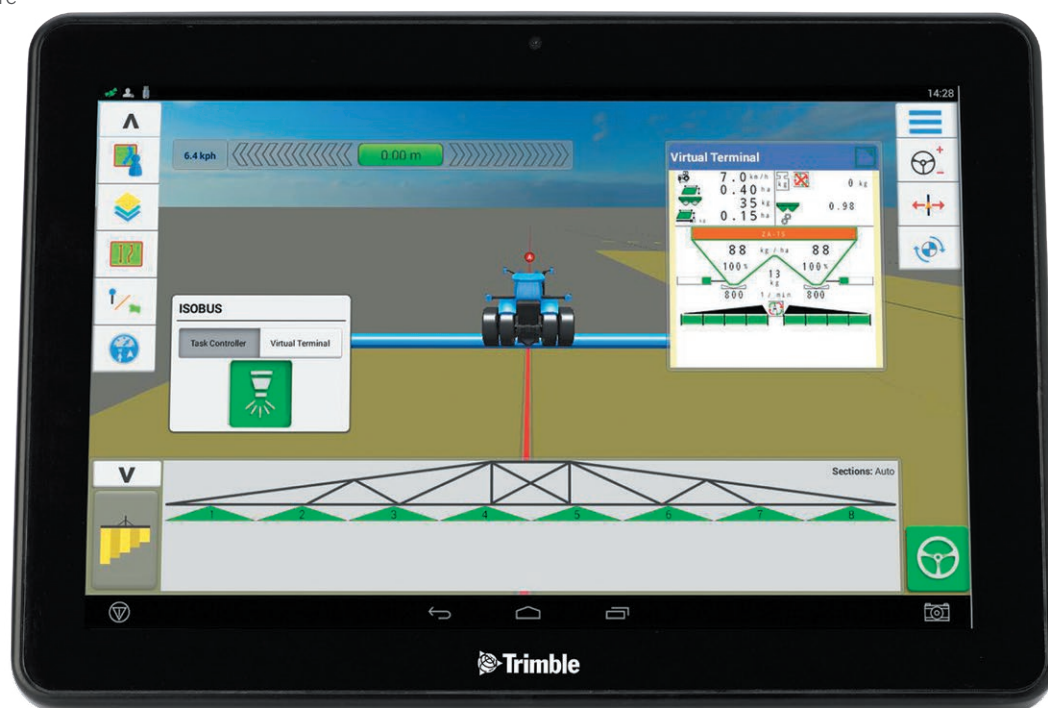 14:28
6.4 kph
0:00 m
Virtual Terminal
7.0 km/h
0 kg
0.40 ha
35 kg
0.98
0.15 ha
ZA-TS
88 kg/ha 88
100% 100%
13
kg
800 1/min 800
ISOBUS
Task Controller Virtual Terminal
Sections: Auto
1 2 3 4 5 6 7 8
Trimble